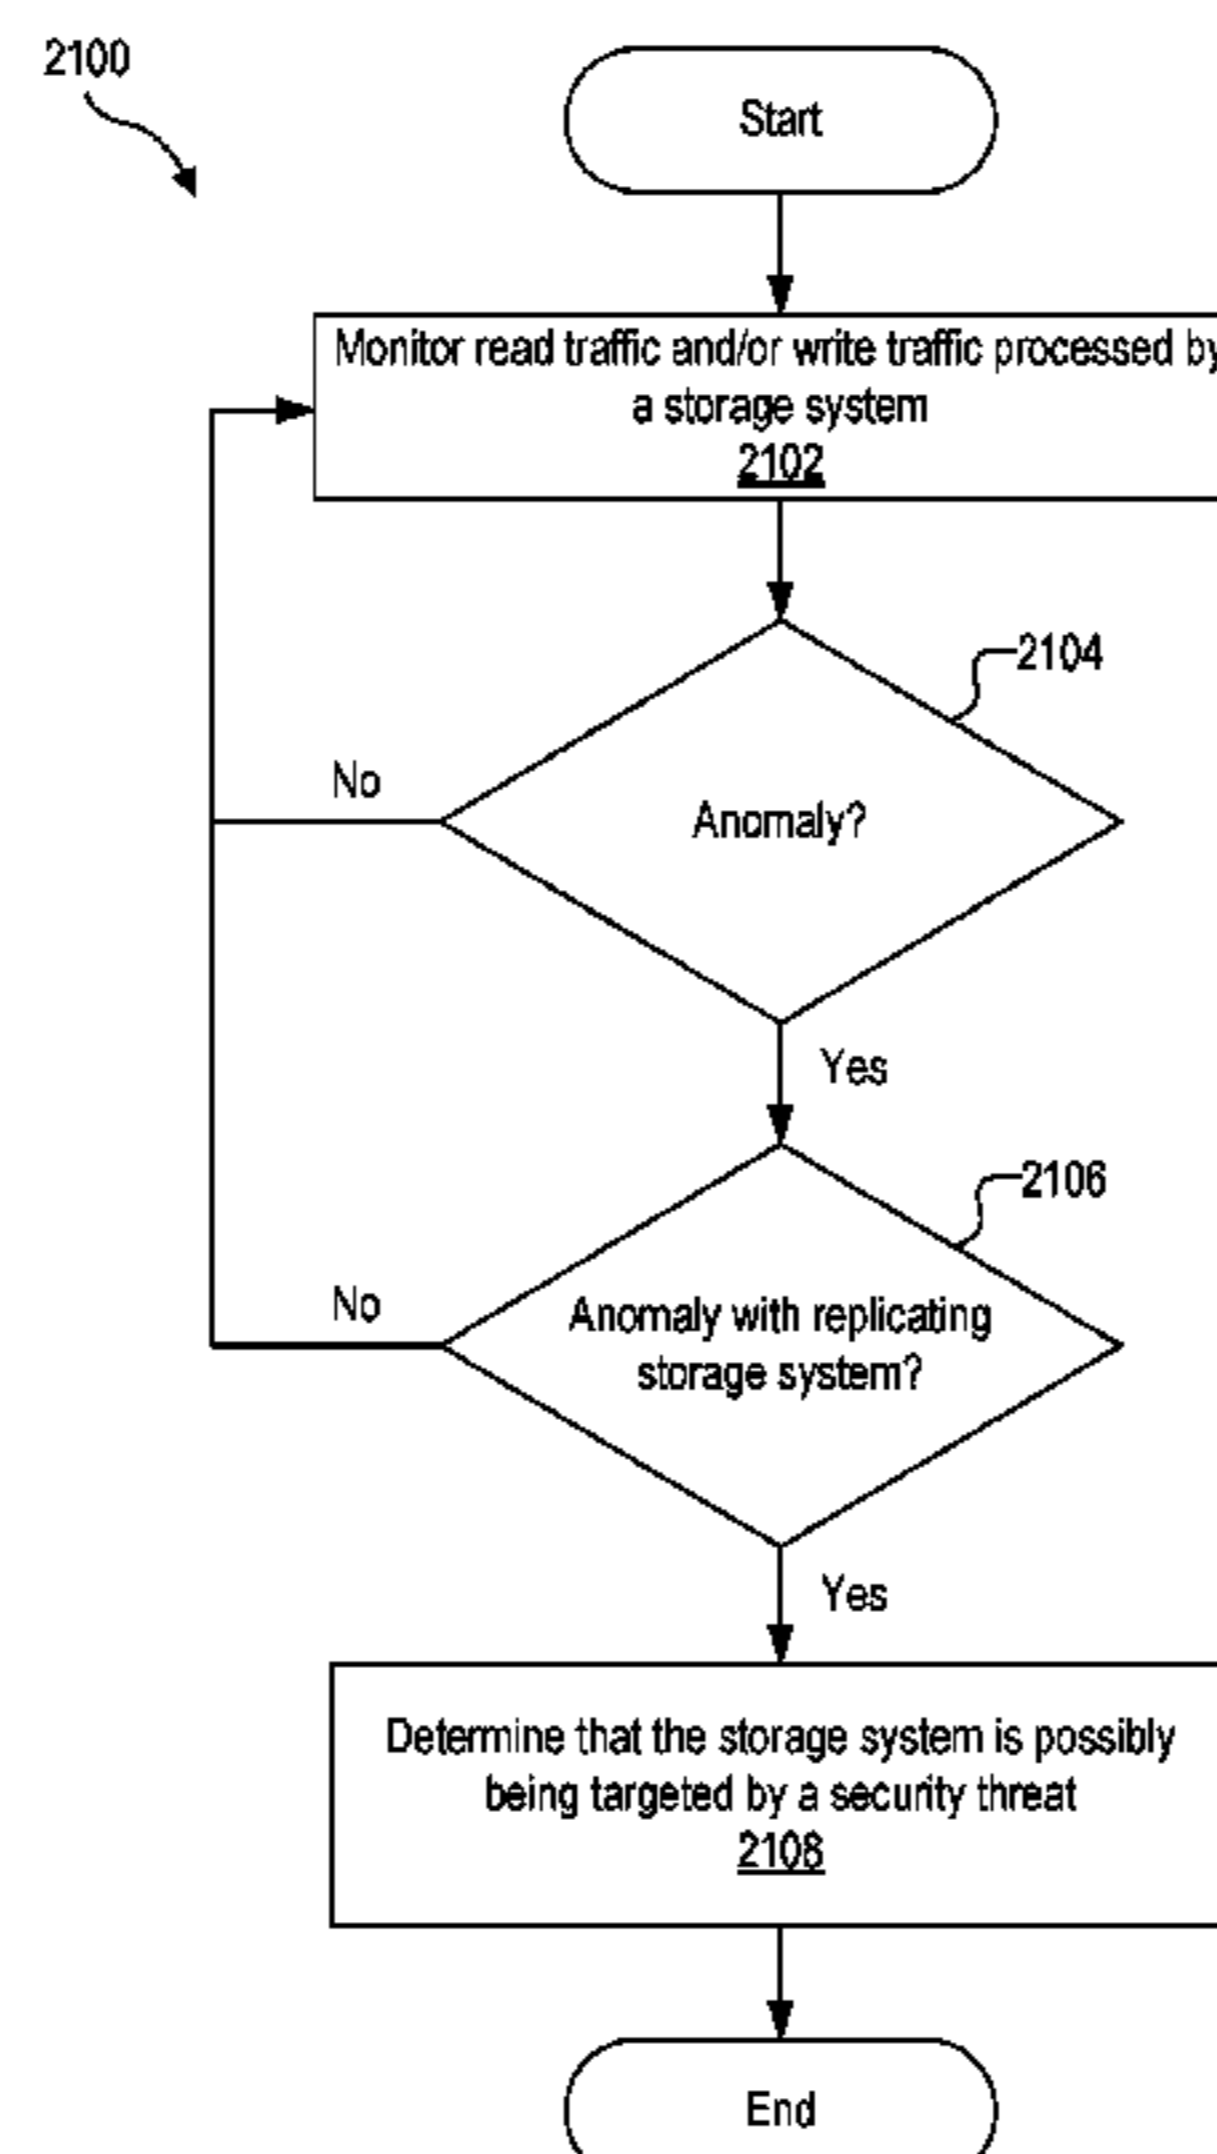 2100
Start
Monitor read traffic and/or write traffic processed by
a storage system
2102
2104
No
Anomaly?
Yes
2106
No
Anomaly with replicating
storage system?
Yes
Determine that the storage system is possibly
being targeted by a security threat
2108
End